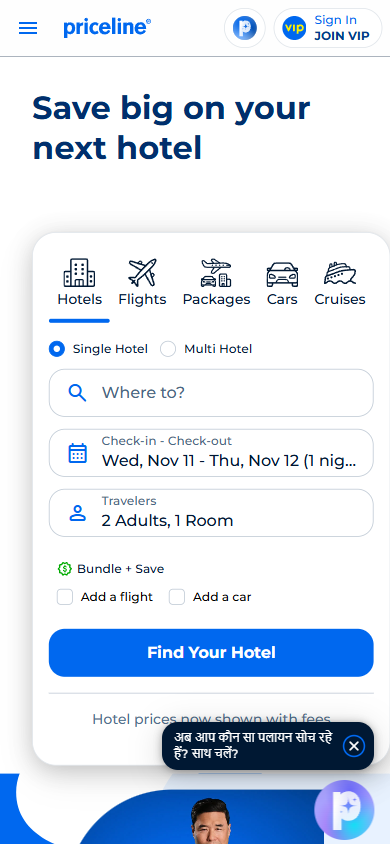 priceline®
Sign In
VIP
JOIN VIP
Save big on your
next hotel
Hotels
Flights
Packages
Cars
Cruises
Single Hotel
Multi Hotel
Where to?
Check-in - Check-out
Wed, Nov 11 - Thu, Nov 12 (1 nig...
Travelers
2 Adults, 1 Room
Bundle + Save
Add a flight
Add a car
Find Your Hotel
Hotel prices now shown with fees
अब आप कौन सा पलायन सोच रहे
हैं? साथ चलें?